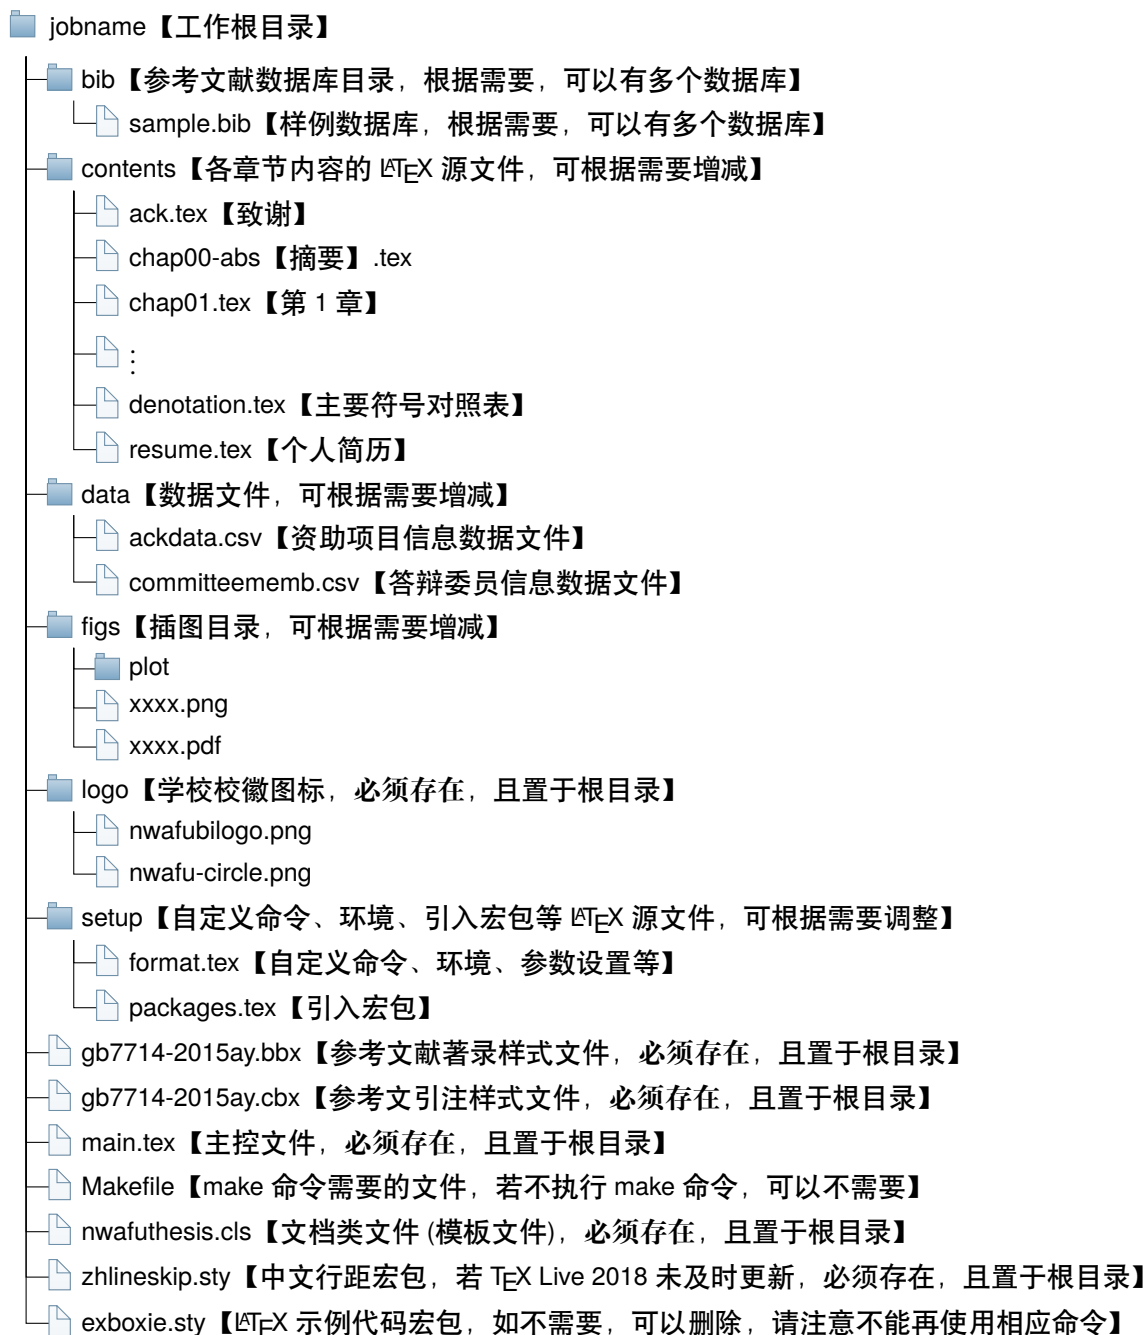 jobname【工作根目录】
bib【参考文献数据库目录，根据需要，可以有多个数据库】
sample.bib【样例数据库，根据需要，可以有多个数据库】
contents【各章节内容的 LATEX 源文件，可根据需要增减】
ack.tex【致谢】
chap00-abs【摘要】.tex
chap01.tex【第 1 章】
⋮
denotation.tex【主要符号对照表】
resume.tex【个人简历】
data【数据文件，可根据需要增减】
ackdata.csv【资助项目信息数据文件】
committeememb.csv【答辩委员信息数据文件】
figs【插图目录，可根据需要增减】
plot
xxxx.png
xxxx.pdf
logo【学校校徽图标，必须存在，且置于根目录】
nwafubilogo.png
nwafu-circle.png
setup【自定义命令、环境、引入宏包等 LATEX 源文件，可根据需要调整】
format.tex【自定义命令、环境、参数设置等】
packages.tex【引入宏包】
gb7714-2015ay.bbx【参考文献著录样式文件，必须存在，且置于根目录】
gb7714-2015ay.cbx【参考文引注样式文件，必须存在，且置于根目录】
main.tex【主控文件，必须存在，且置于根目录】
Makefile【make 命令需要的文件，若不执行 make 命令，可以不需要】
nwafuthesis.cls【文档类文件 (模板文件)，必须存在，且置于根目录】
zhlineskip.sty【中文行距宏包，若 TEX Live 2018 未及时更新，必须存在，且置于根目录】
exboxie.sty【LATEX 示例代码宏包，如不需要，可以删除，请注意不能再使用相应命令】